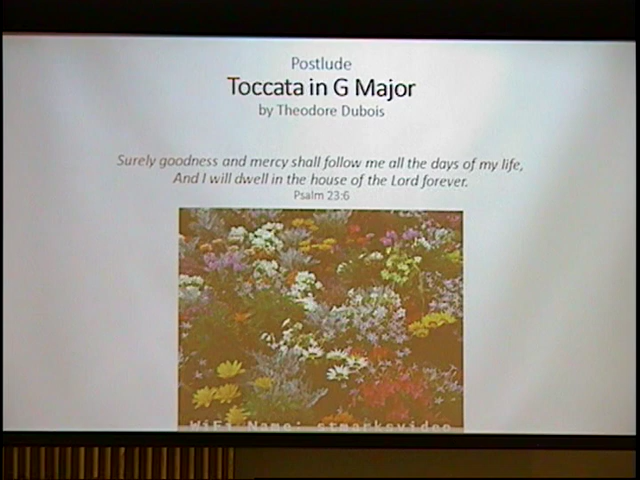 Postlude
Toccata in G Major
by Theodore Dubois
Surely goodness and mercy shall follow me all the days of my life,
And I will dwell in the house of the Lord forever.
Psalm 23:6
WiFi Name: stmarksvideo